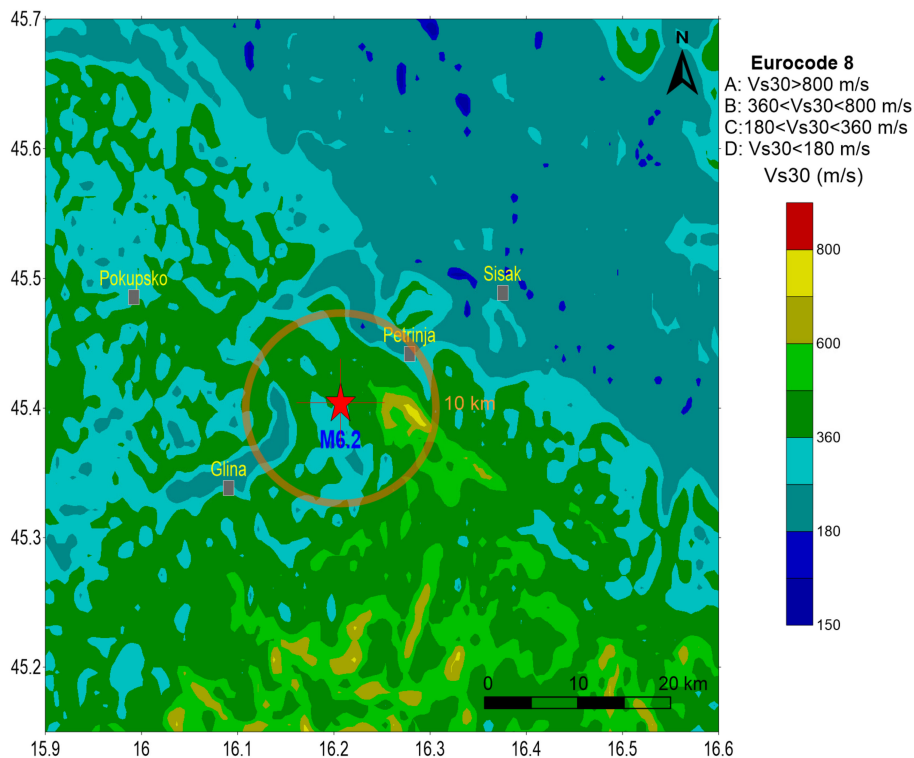 45.7
45.6
45.5
45.4
45.3
45.2
15.9
16
16.1
16.2
16.3
16.4
16.5
16.6
N
Pokupsko
Sisak
Petrinja
10 km
M6.2
Glina
0 10 20 km
Eurocode 8
A: Vs30>800 m/s
B: 360<Vs30<800 m/s
C:180<Vs30<360 m/s
D: Vs30<180 m/s
Vs30 (m/s)
800
600
360
180
150